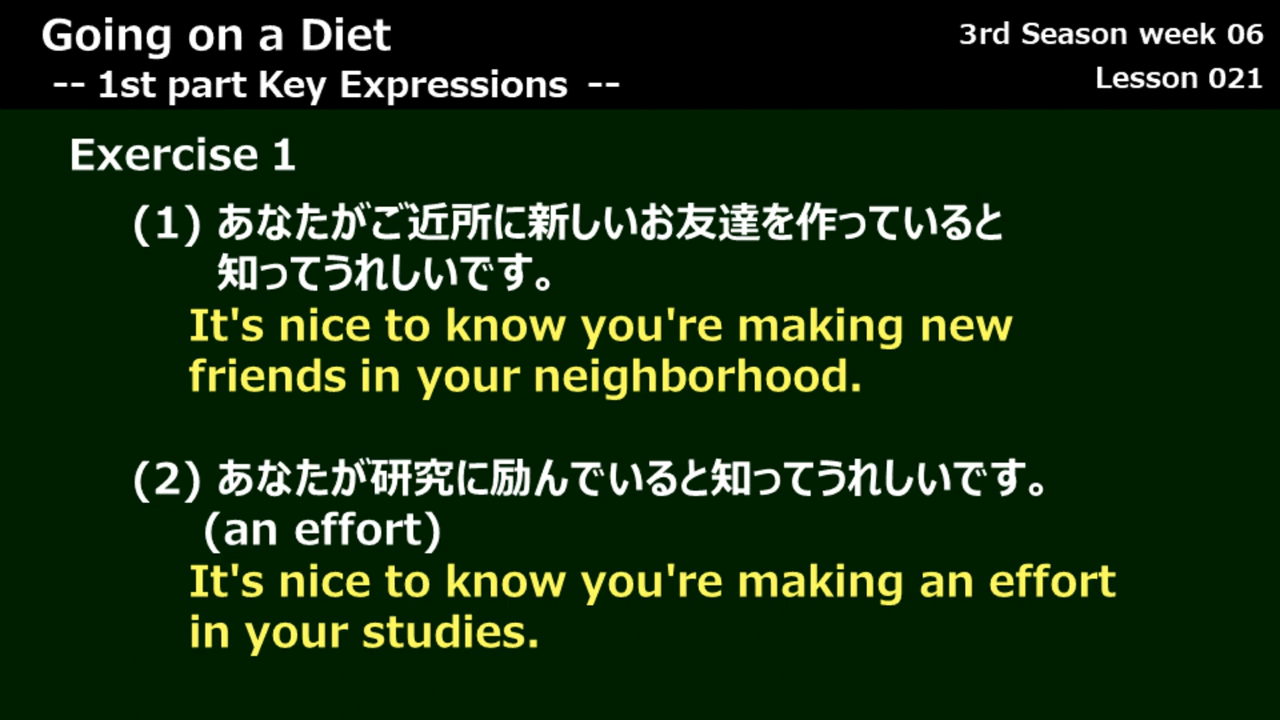 Going on a Diet
-- 1st part Key Expressions --
3rd Season week 06
Lesson 021
Exercise 1
(1) あなたがご近所に新しいお友達を作っていると
知ってうれしいです。
It's nice to know you're making new
friends in your neighborhood.
(2) あなたが研究に励んでいると知ってうれしいです。
(an effort)
It's nice to know you're making an effort
in your studies.